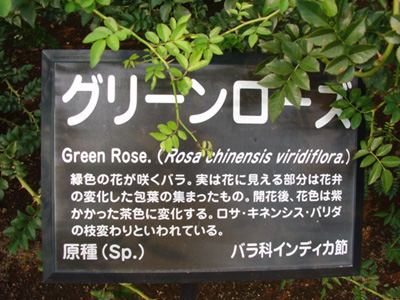 グリーンローズ
Green Rose. (Rosa chinensis viridiflora.)
緑色の花が咲くバラ。実は花に見える部分は花弁
の変化した包葉の集まったもの。開花後、花色は紫
かかった茶色に変化する。ロサ・キネンシス・パリダ
の枝変わりといわれている。
原種(Sp.) バラ科インディカ節